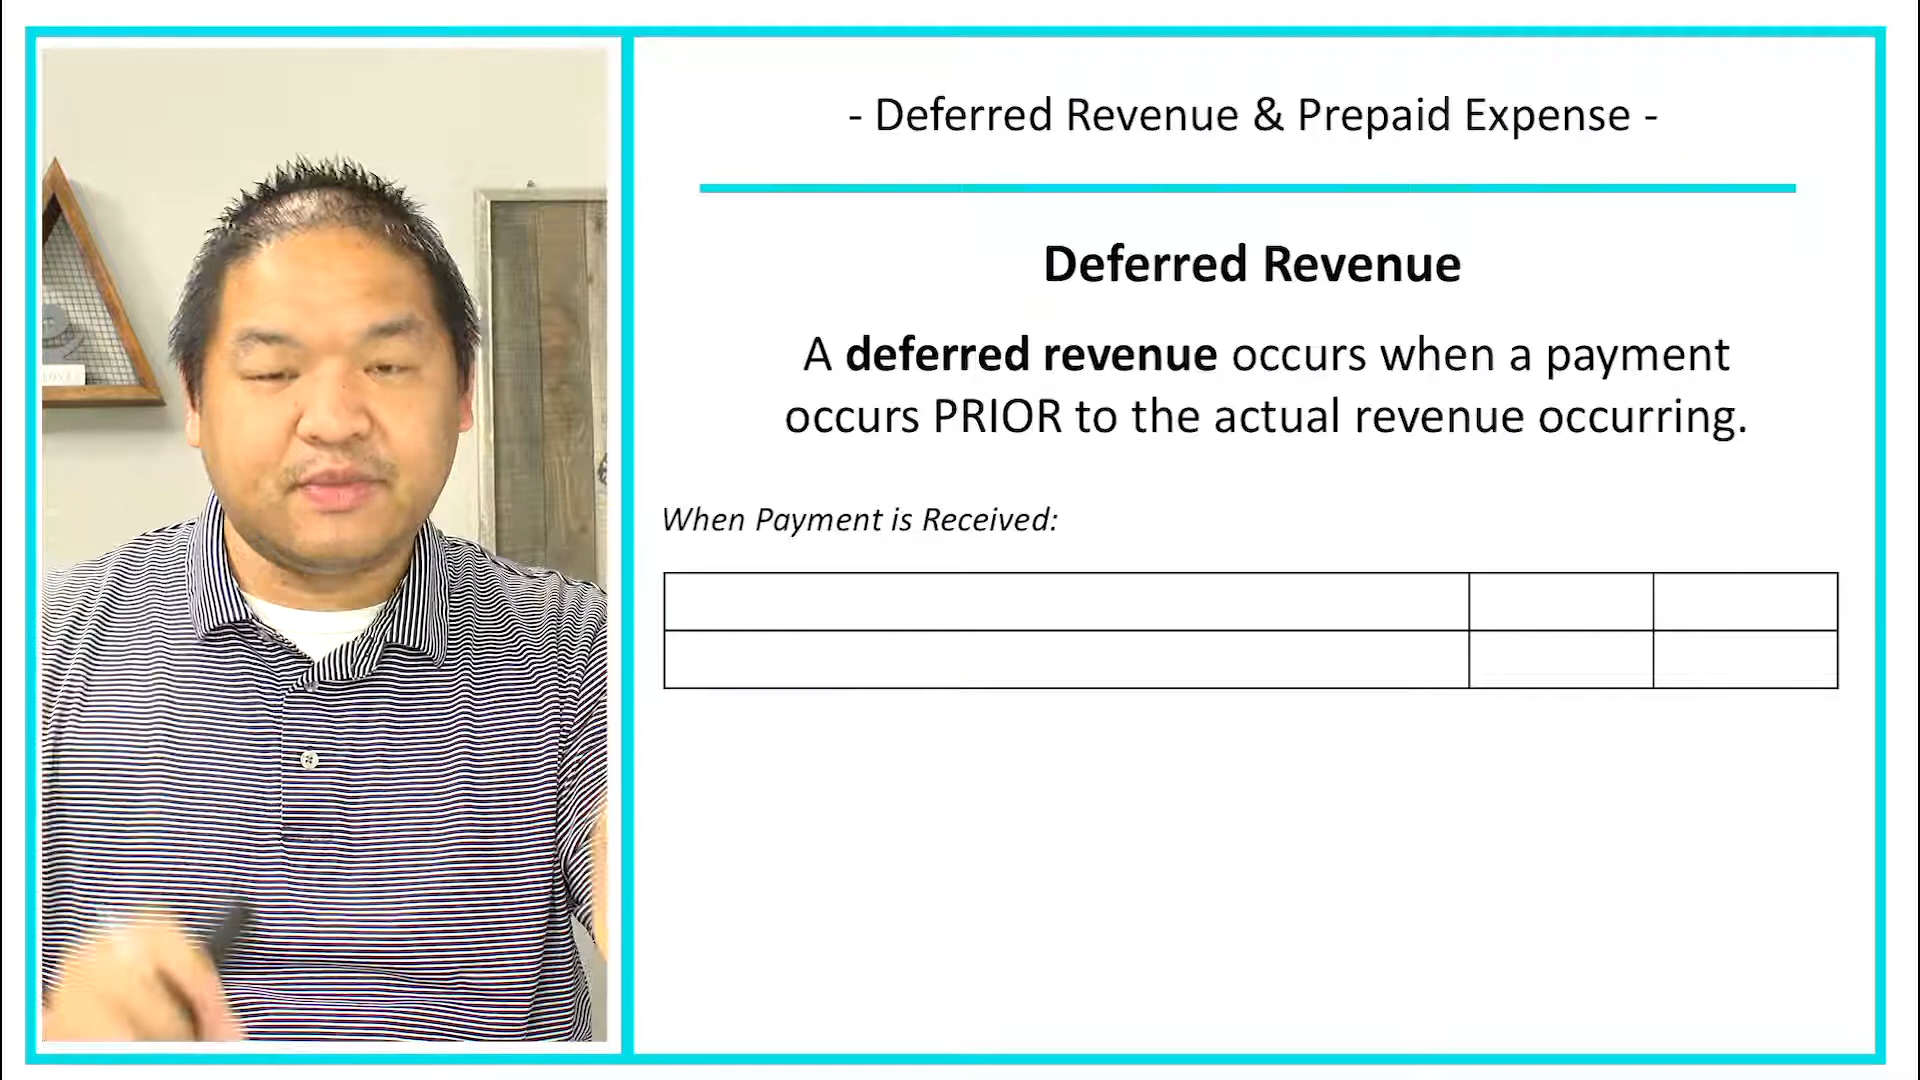 - Deferred Revenue & Prepaid Expense -
Deferred Revenue
A deferred revenue occurs when a payment
occurs PRIOR to the actual revenue occurring.
When Payment is Received: